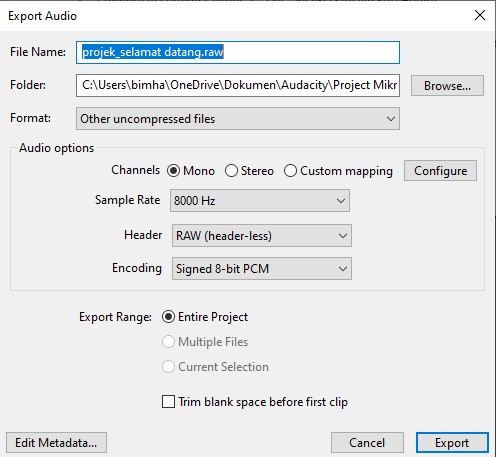 Export Audio
File Name: projek_selamat datang.raw
Folder: C:\Users\bimha\OneDrive\Dokumen\Audacity\Project Mikr Browse...
Format: Other uncompressed files
Audio options
Channels Mono Stereo Custom mapping Configure
Sample Rate 8000 Hz
Header RAW (header-less)
Encoding Signed 8-bit PCM
Export Range: Entire Project
Multiple Files
Current Selection
Trim blank space before first clip
Edit Metadata... Cancel Export